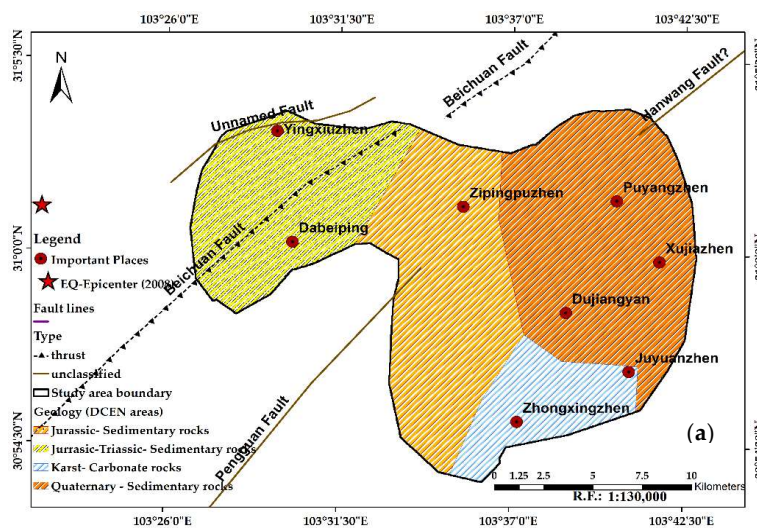 103°26'0"E
103°31'30"E
103°37'0"E
103°42'30"E
31°5'30"N
N
Beichuan Fault
Nanwang Fault?
Unnamed Fault
Yingxiuzhen
Zipingpuzhen
Puyangzhen
Legend
Important Places
Dabeiping
31°0'0"N
Xujiazhen
EQ-Epicenter (2008)
Beichuan Fault
Fault lines
Dujiangyan
Type
thrust
Juyuanzhen
unclassified
Study area boundary
Geology (DCEN areas)
Zhongxingzhen
Pengguan Fault
(a)
Jurassic- Sedimentary rocks
30°54'30"N
Jurrasic-Triassic- Sedimentary rocks
Karst- Carbonate rocks
Quaternary - Sedimentary rocks
0 1.25 2.5 5 7.5 10
Kilometers
R.F.: 1:130,000
103°26'0"E
103°31'30"E
103°37'0"E
103°42'30"E